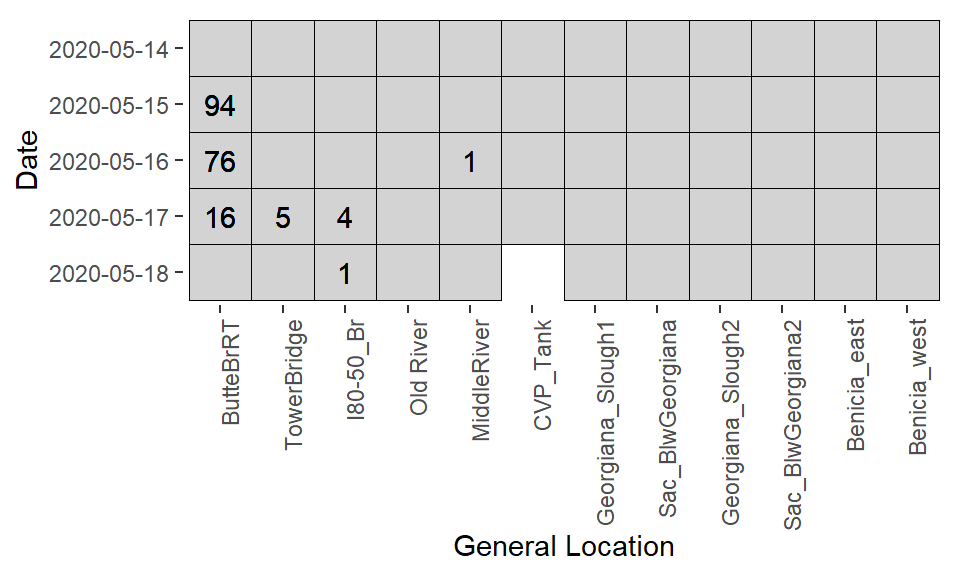 2020-05-14
2020-05-15 94
2020-05-16 76 1
2020-05-17 16 5 4
2020-05-18 1
Date
ButteBrRT
TowerBridge
I80-50_Br
Old River
MiddleRiver
CVP_Tank
Georgiana_Slough1
Sac_BlwGeorgiana
Georgiana_Slough2
Sac_BlwGeorgiana2
Benicia_east
Benicia_west
General Location